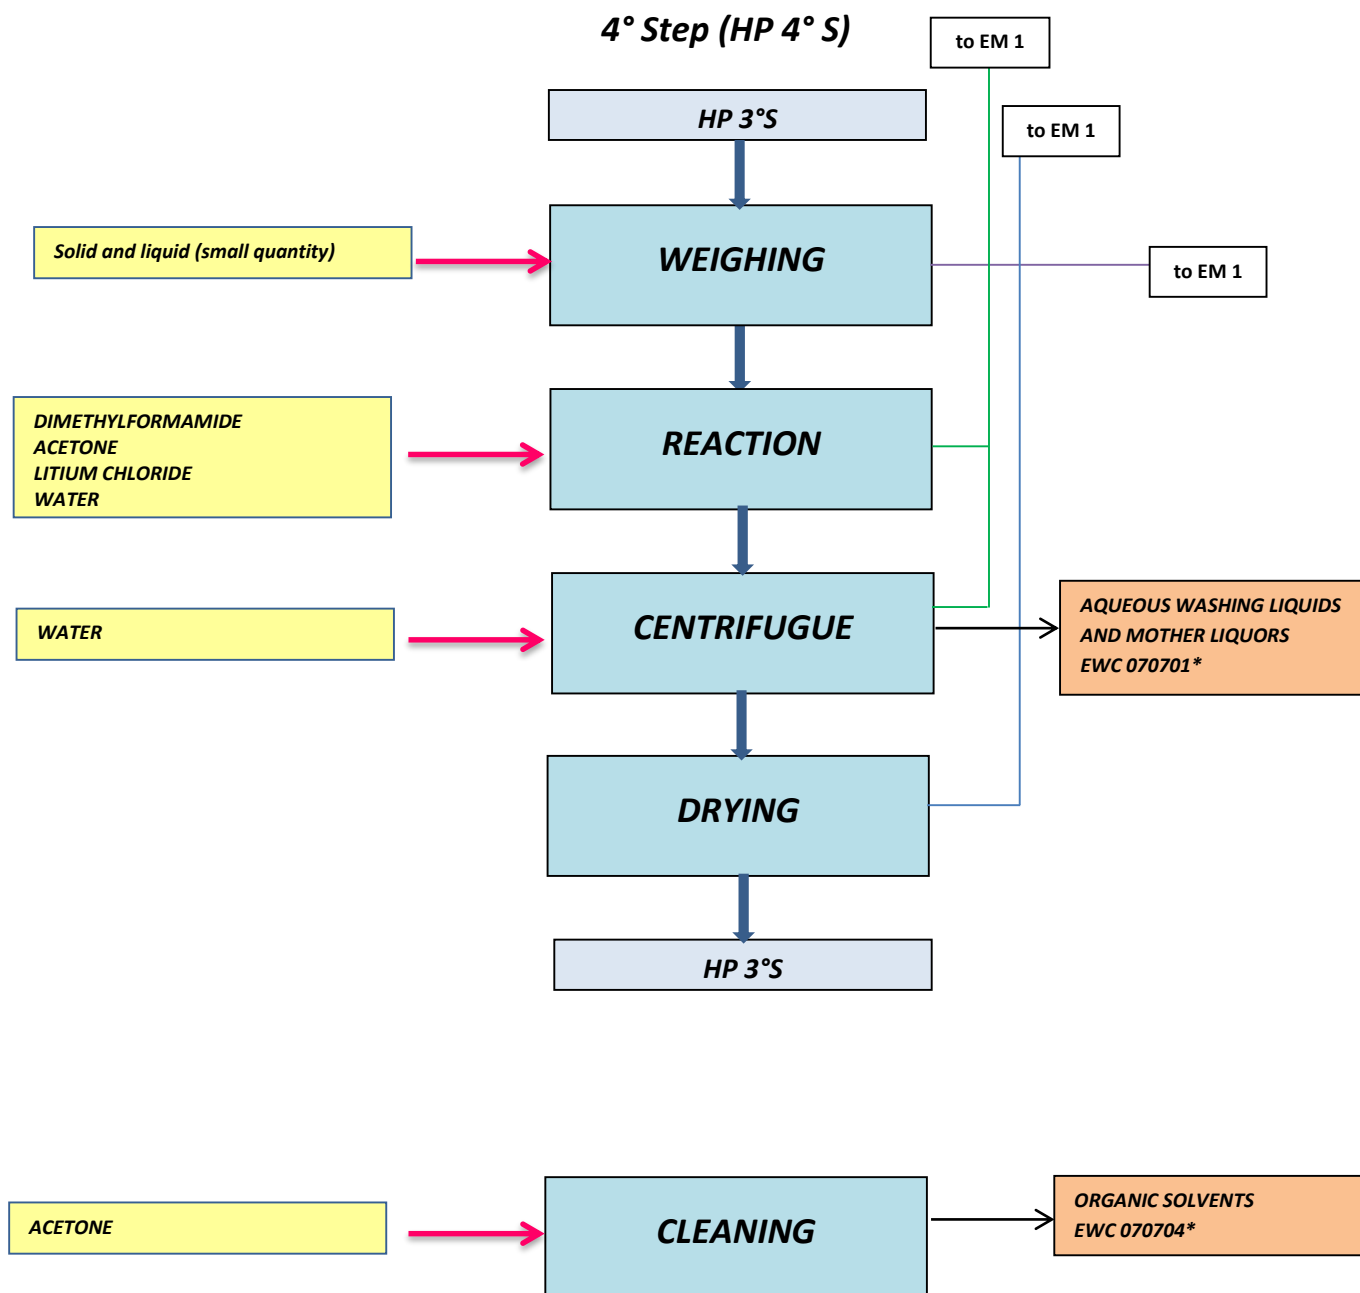 4° Step (HP 4° S)
to EM 1
HP 3°S
to EM 1
Solid and liquid (small quantity)
WEIGHING
to EM 1
DIMETHYLFORMAMIDE
ACETONE
LITIUM CHLORIDE
WATER
REACTION
WATER
CENTRIFUGUE
AQUEOUS WASHING LIQUIDS
AND MOTHER LIQUORS
EWC 070701*
DRYING
HP 3°S
ACETONE
CLEANING
ORGANIC SOLVENTS
EWC 070704*